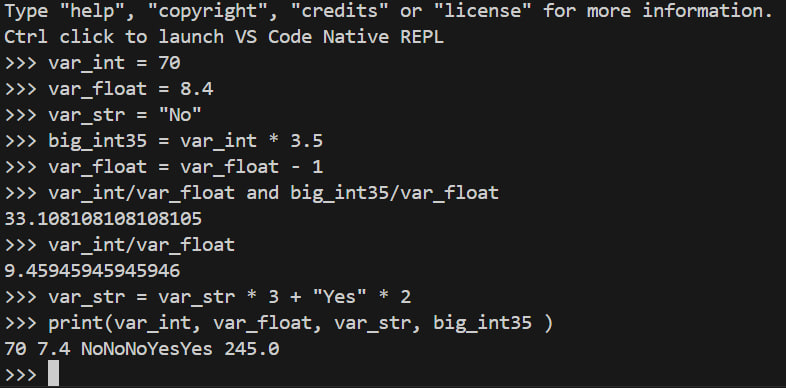 Type "help", "copyright", "credits" or "license" for more information.
Ctrl click to launch VS Code Native REPL
>>> var_int = 70
>>> var_float = 8.4
>>> var_str = "No"
>>> big_int35 = var_int * 3.5
>>> var_float = var_float - 1
>>> var_int/var_float and big_int35/var_float
33.108108108108105
>>> var_int/var_float
9.45945945945946
>>> var_str = var_str * 3 + "Yes" * 2
>>> print(var_int, var_float, var_str, big_int35 )
70 7.4 NoNoNoYesYes 245.0
>>>